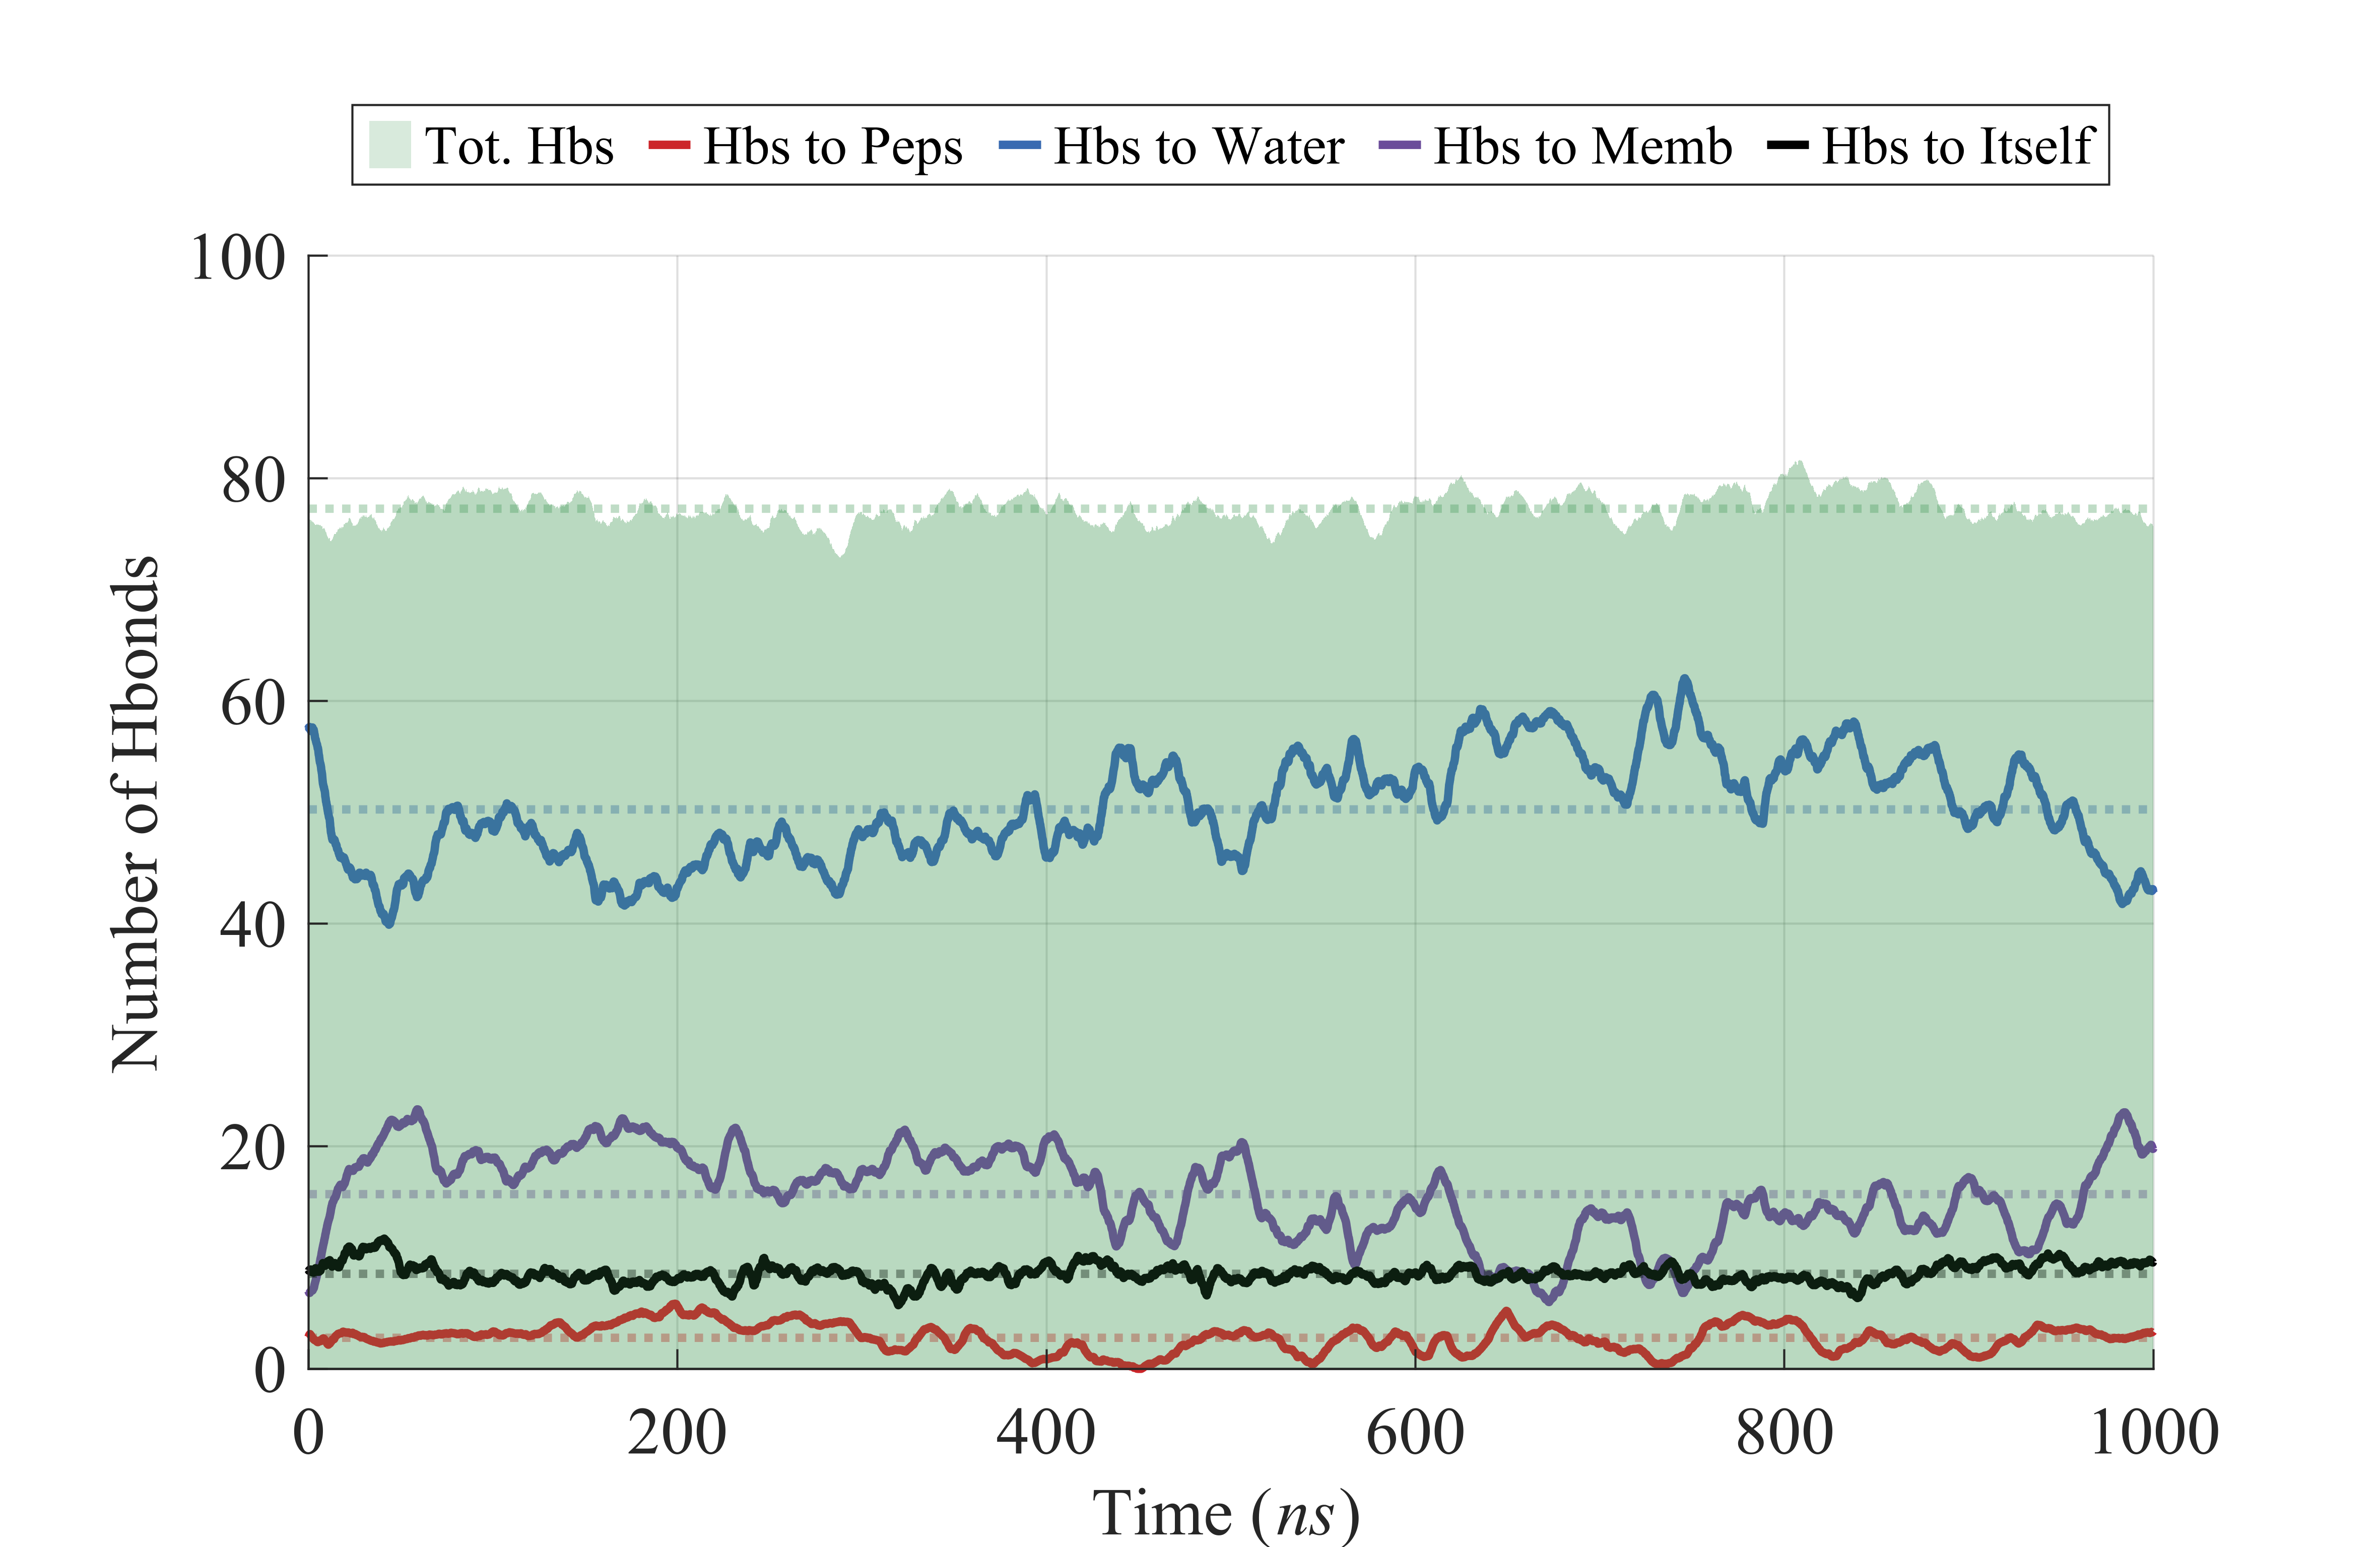 Tot. Hbs Hbs to Peps Hbs to Water Hbs to Memb Hbs to Itself
100
80
60
40
20
0
Number of Hbonds
0 200 400 600 800 1000
Time (ns)